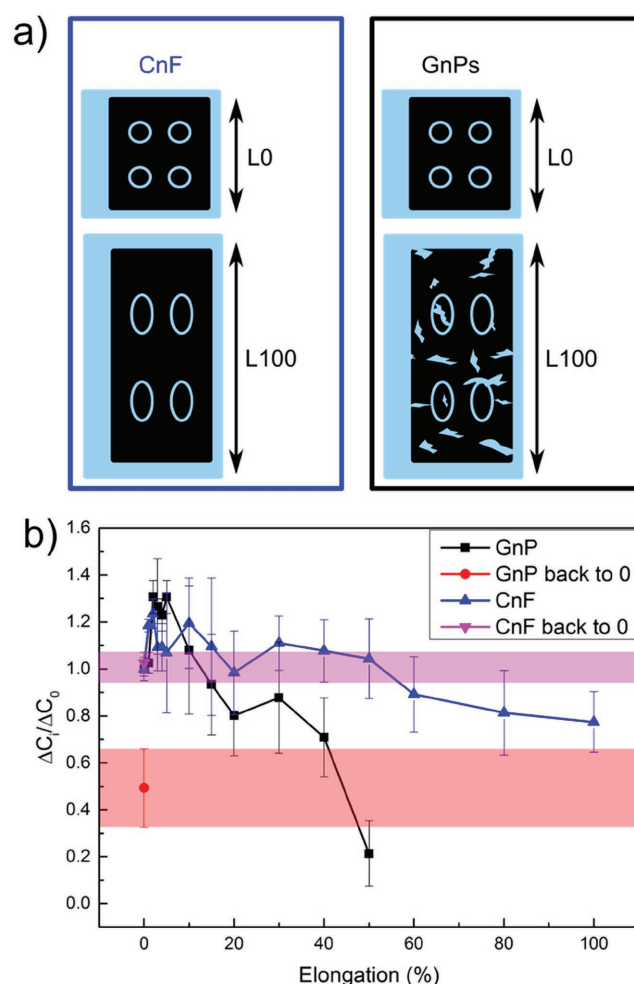 a)
CnF
GnPs
L0
L0
L100
L100
b)
GnP
GnP back to 0
CnF
CnF back to 0
1.6
1.4
1.2
1.0
0.8
0.6
0.4
0.2
0.0
ΔCᵢ/ΔC₀
0 20 40 60 80 100
Elongation (%)